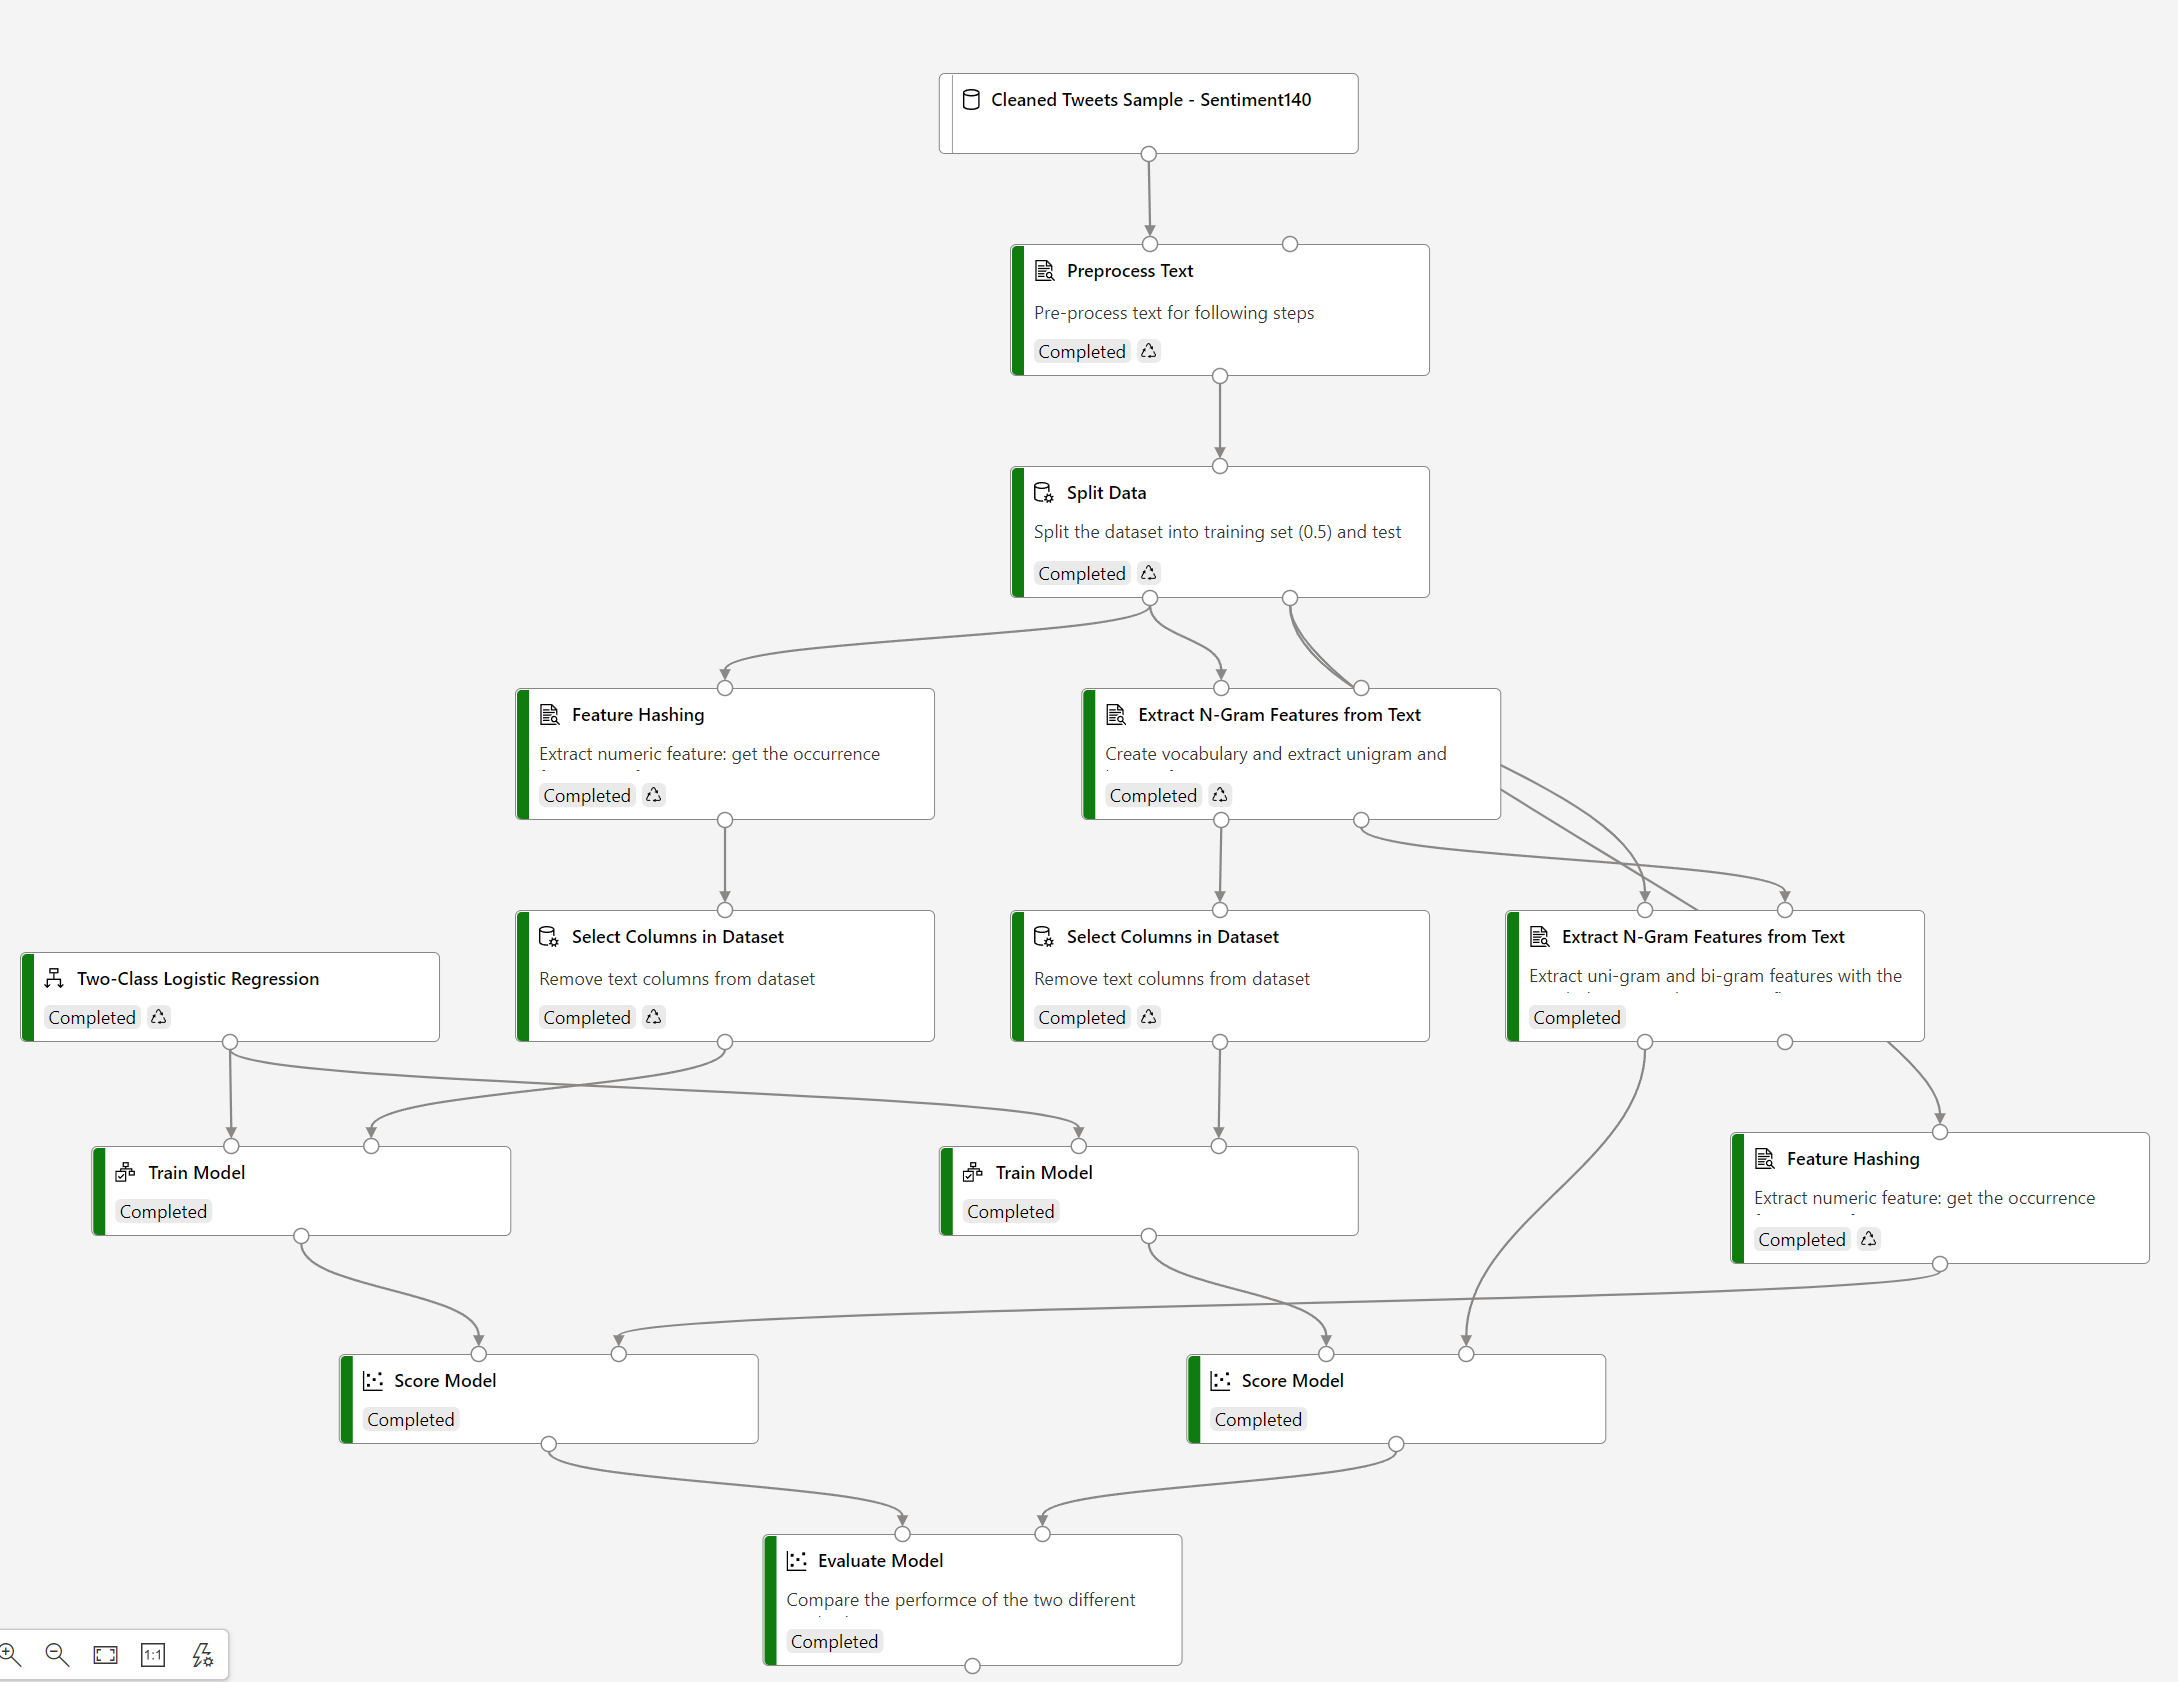 Cleaned Tweets Sample - Sentiment140
Preprocess Text
Pre-process text for following steps
Completed
Split Data
Split the dataset into training set (0.5) and test
Completed
Feature Hashing
Extract numeric feature: get the occurrence
Completed
Extract N-Gram Features from Text
Create vocabulary and extract unigram and
Completed
Two-Class Logistic Regression
Completed
Select Columns in Dataset
Remove text columns from dataset
Completed
Select Columns in Dataset
Remove text columns from dataset
Completed
Extract N-Gram Features from Text
Extract uni-gram and bi-gram features with the
Completed
Train Model
Completed
Train Model
Completed
Feature Hashing
Extract numeric feature: get the occurrence
Completed
Score Model
Completed
Score Model
Completed
Evaluate Model
Compare the performce of the two different
Completed
1:1